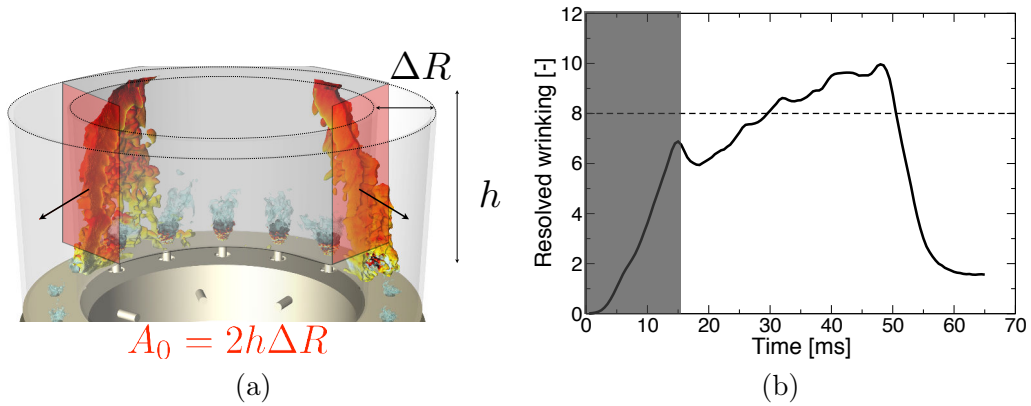 ΔR
h
A₀ = 2hΔR
(a)
Resolved wrinking [-]
12
10
8
6
4
2
0
0 10 20 30 40 50 60 70
Time [ms]
(b)